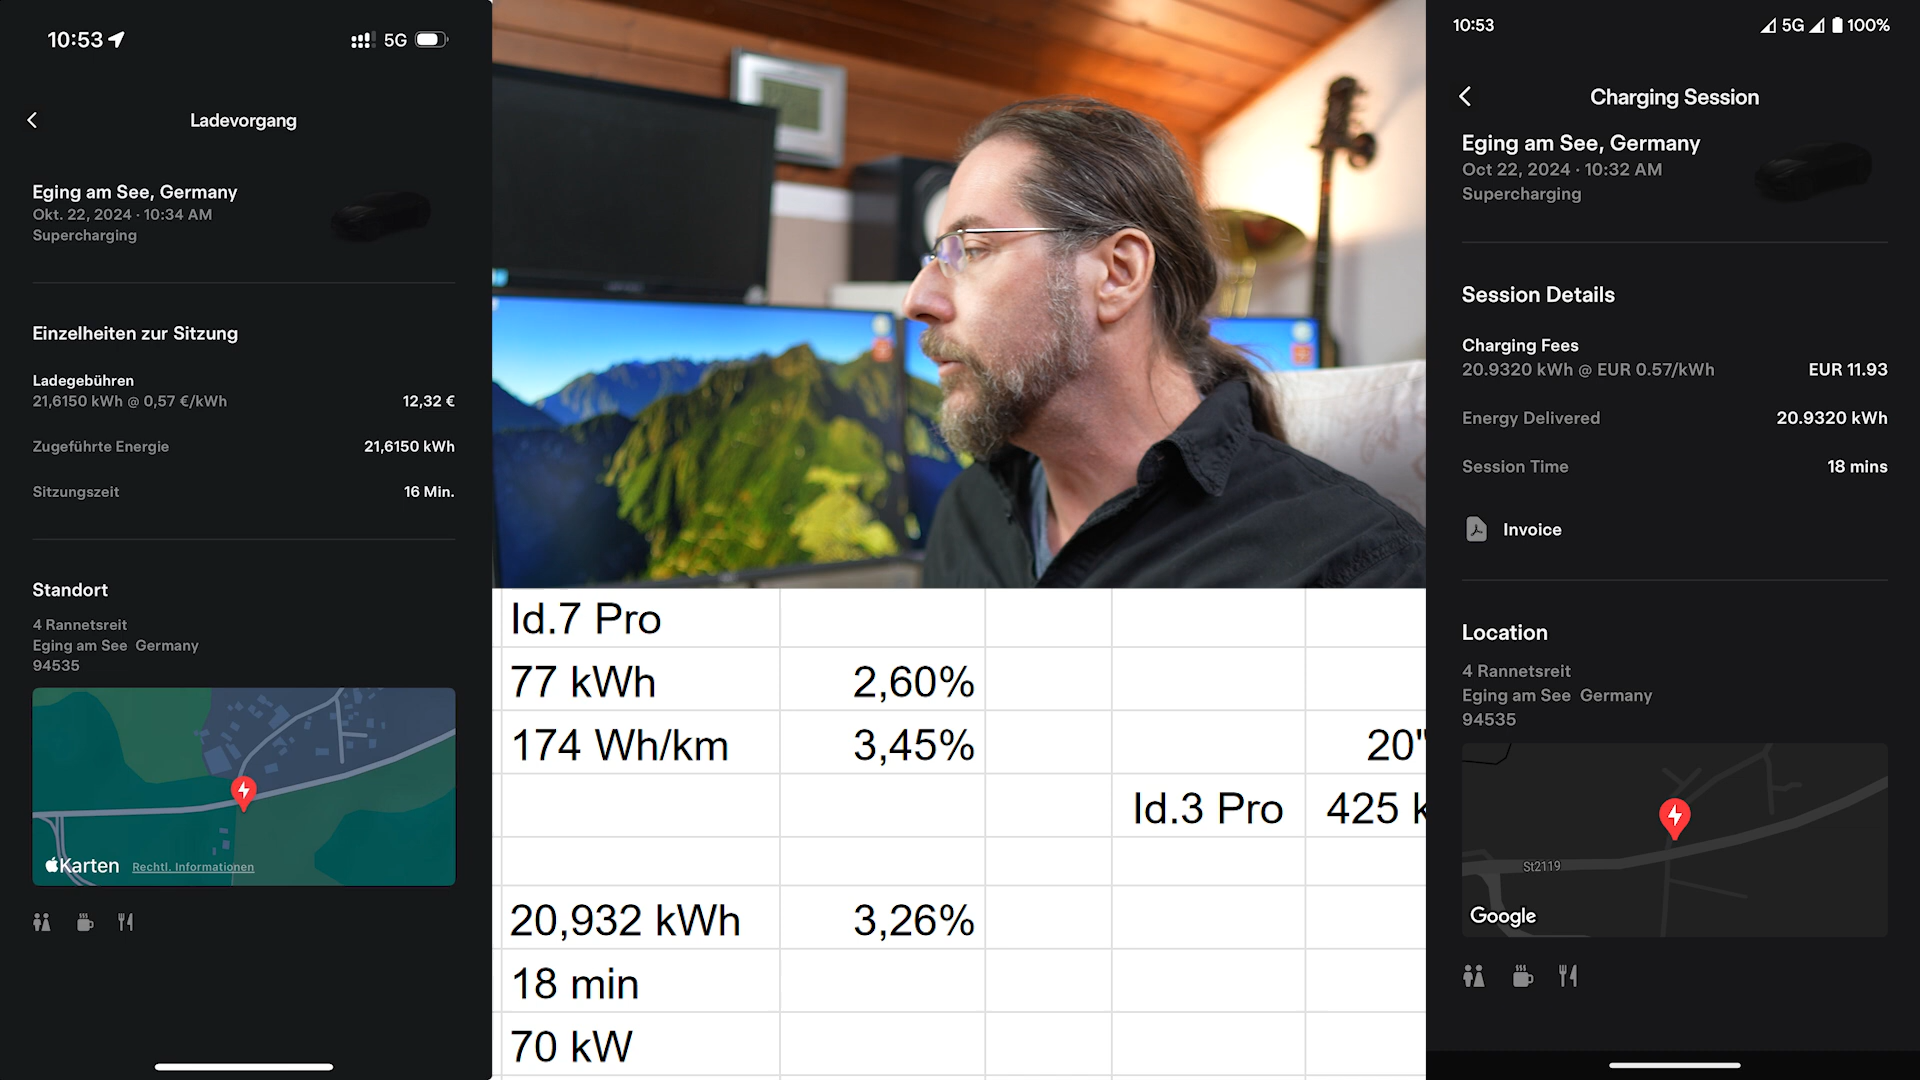 10:53
5G
Ladevorgang
Eging am See, Germany
Okt. 22, 2024 · 10:34 AM
Supercharging
Einzelheiten zur Sitzung
Ladegebühren
21,6150 kWh @ 0,57 €/kWh 12,32 €
Zugeführte Energie 21,6150 kWh
Sitzungszeit 16 Min.
Standort
4 Rannetsreit
Eging am See Germany
94535
Karten Rechtl. Informationen
Id.7 Pro
77 kWh 2,60%
174 Wh/km 3,45% 20"
Id.3 Pro 425 k
20,932 kWh 3,26%
18 min
70 kW
10:53 5G 100%
Charging Session
Eging am See, Germany
Oct 22, 2024 · 10:32 AM
Supercharging
Session Details
Charging Fees
20.9320 kWh @ EUR 0.57/kWh EUR 11.93
Energy Delivered 20.9320 kWh
Session Time 18 mins
Invoice
Location
4 Rannetsreit
Eging am See Germany
94535
St2119
Google